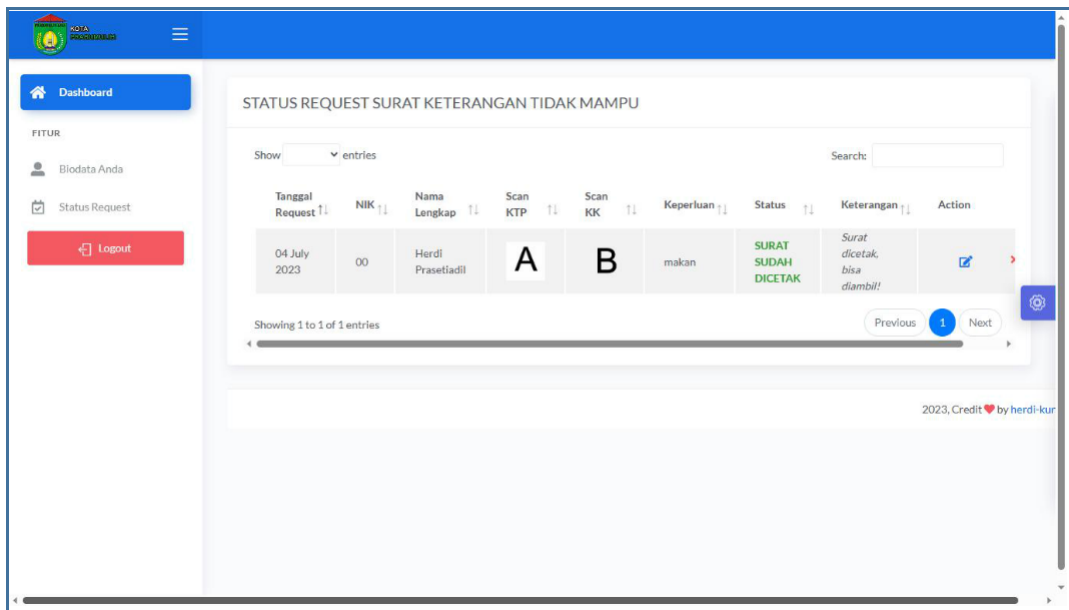 KOTA
Dashboard
STATUS REQUEST SURAT KETERANGAN TIDAK MAMPU
FITUR
Show entries
Search:
Biodata Anda
Status Request
Logout
Tanggal Request
NIK
Nama Lengkap
Scan KTP
Scan KK
Keperluan
Status
Keterangan
Action
04 July 2023
00
Herdi Prasetiadil
A
B
makan
SURAT SUDAH DICETAK
Surat dicetak, bisa diambil!
Showing 1 to 1 of 1 entries
Previous
1
Next
2023, Credit by herdi-kur